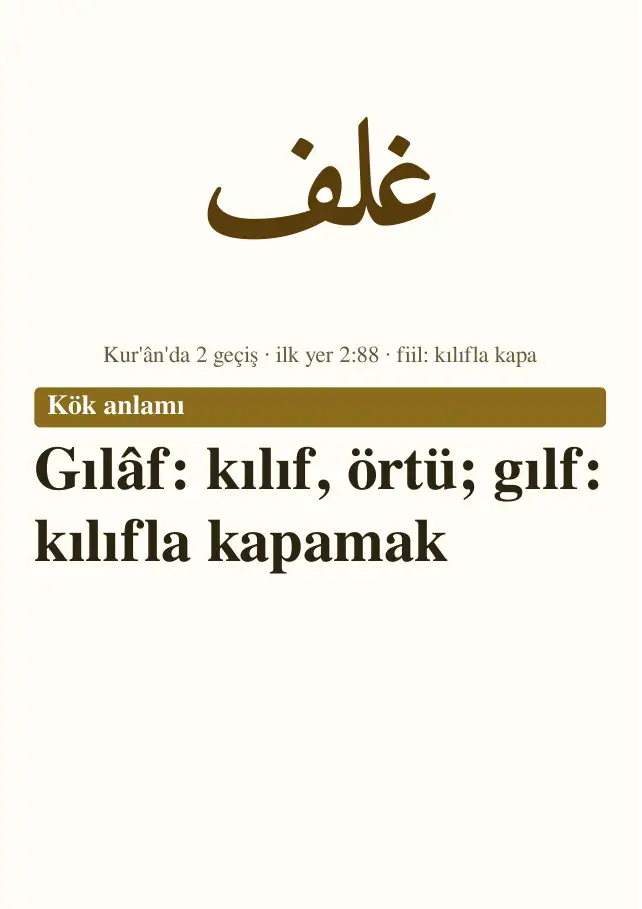 غلف
Kur'ân'da 2 geçiş · ilk yer 2:88 · fiil: kılıfla kapa
Kök anlamı
Gılâf: kılıf, örtü; gılf:
kılıfla kapamak